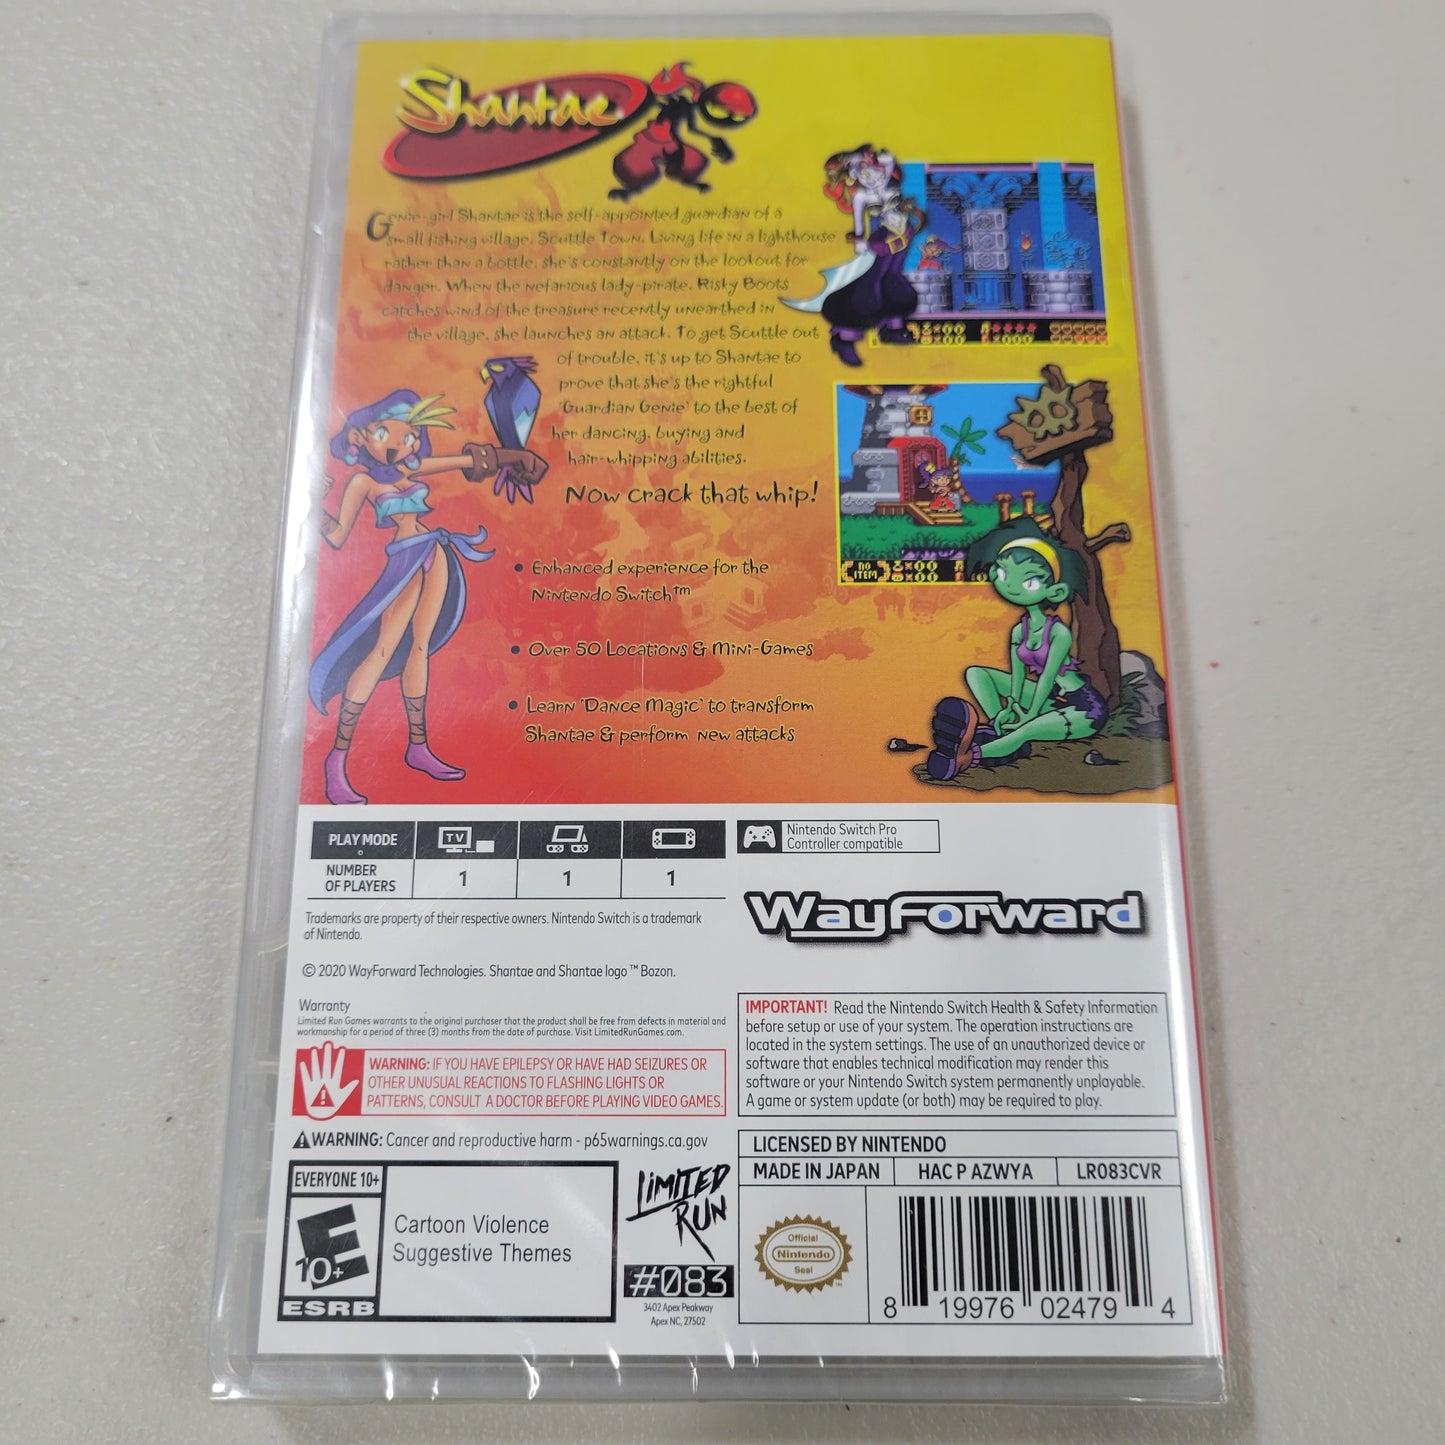 Shantae
Genie-girl Shantae is the self-appointed guardian of a
small fishing village, Scuttle Town. Living life in a lighthouse
rather than a bottle, she's constantly on the lookout for
danger. When the nefarious lady-pirate, Risky Boots
catches wind of the treasure recently unearthed in
the village, she launches an attack. To get Scuttle out
of trouble, it's up to Shantae to
prove that she's the rightful
'Guardian Genie' to the best of
her dancing, buying and
hair-whipping abilities.
Now crack that whip!
• Enhanced experience for the
Nintendo Switch™
• Over 50 Locations & Mini-Games
• Learn 'Dance Magic' to transform
Shantae & perform new attacks
NO
ITEM
PLAY MODE
TV
NUMBER
OF PLAYERS
1
1
1
Nintendo Switch Pro
Controller compatible
Trademarks are property of their respective owners. Nintendo Switch is a trademark
of Nintendo.
WayForward
© 2020 WayForward Technologies. Shantae and Shantae logo ™ Bozon.
Warranty
Limited Run Games warrants to the original purchaser that the product shall be free from defects in material and
workmanship for a period of three (3) months from the date of purchase. Visit LimitedRunGames.com.
WARNING: IF YOU HAVE EPILEPSY OR HAVE HAD SEIZURES OR
OTHER UNUSUAL REACTIONS TO FLASHING LIGHTS OR
PATTERNS, CONSULT A DOCTOR BEFORE PLAYING VIDEO GAMES.
WARNING: Cancer and reproductive harm - p65warnings.ca.gov
IMPORTANT! Read the Nintendo Switch Health & Safety Information
before setup or use of your system. The operation instructions are
located in the system settings. The use of an unauthorized device or
software that enables technical modification may render this
software or your Nintendo Switch system permanently unplayable.
A game or system update (or both) may be required to play.
EVERYONE 10+
E
10+
ESRB
Cartoon Violence
Suggestive Themes
LIMITED
RUN
#083
3402 Apex Peakway
Apex NC, 27502
LICENSED BY NINTENDO
MADE IN JAPAN
HAC P AZWYA
LR083CVR
Official
Nintendo
Seal
8 19976 02479 4